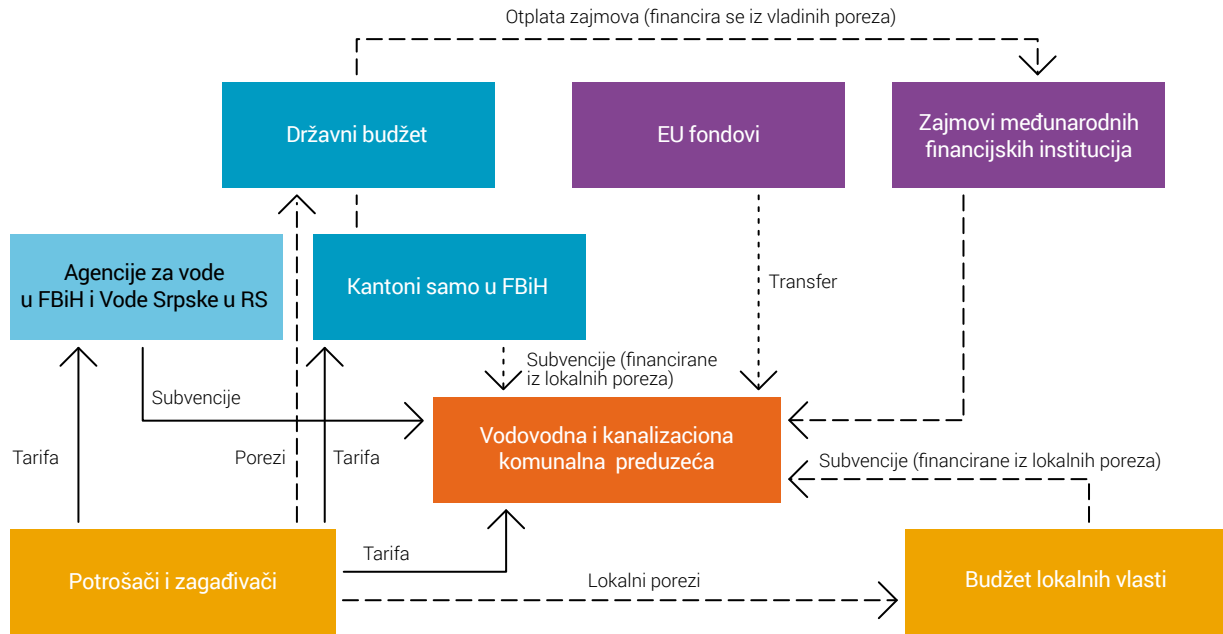 Otplata zajmova (financira se iz vladinih poreza)
Državni budžet
EU fondovi
Zajmovi međunarodnih
financijskih institucija
Agencije za vode
u FBiH i Vode Srpske u RS
Kantoni samo u FBiH
Transfer
Subvencije (financirane
iz lokalnih poreza)
Subvencije
Vodovodna i kanalizaciona
komunalna preduzeća
Tarifa
Porezi
Tarifa
Subvencije (financirane iz lokalnih poreza)
Potrošači i zagađivači
Tarifa
Lokalni porezi
Budžet lokalnih vlasti